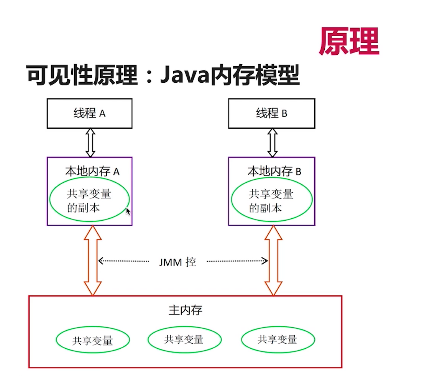 原理
可见性原理：Java内存模型
线程 A
线程 B
本地内存 A
共享变量
的副本
本地内存 B
共享变量
的副本
JMM 控
主内存
共享变量
共享变量
共享变量